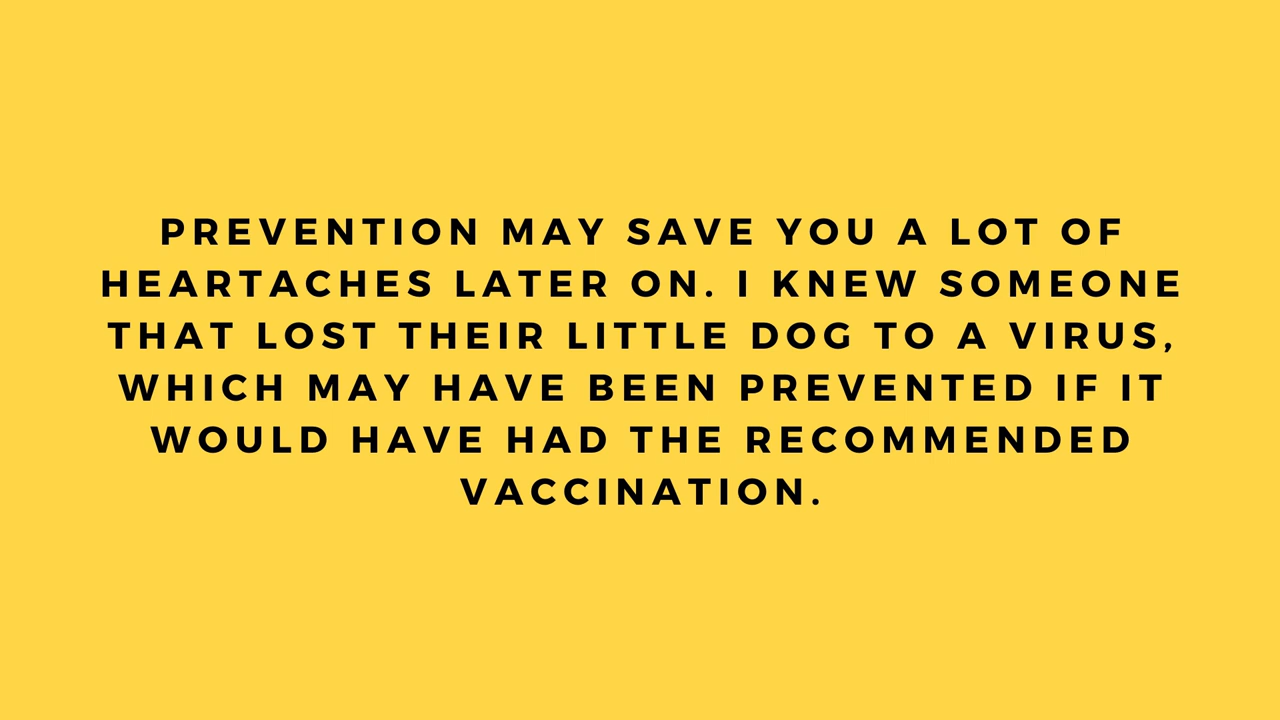 PREVENTION MAY SAVE YOU A LOT OF
HEARTACHES LATER ON. I KNEW SOMEONE
THAT LOST THEIR LITTLE DOG TO A VIRUS,
WHICH MAY HAVE BEEN PREVENTED IF IT
WOULD HAVE HAD THE RECOMMENDED
VACCINATION.